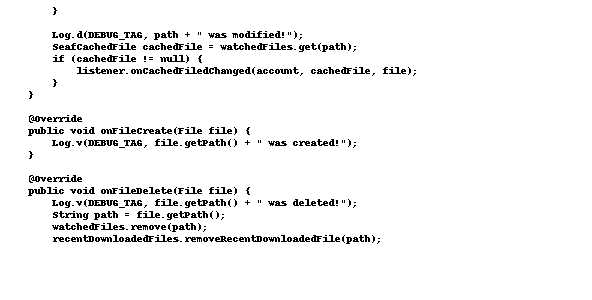 }

    Log.d(DEBUG_TAG, path + " was modified!");
    SeafCachedFile cachedFile = watchedFiles.get(path);
    if (cachedFile != null) {
        listener.onCachedFiledChanged(account, cachedFile, file);
    }
}

@Override
public void onFileCreate(File file) {
    Log.v(DEBUG_TAG, file.getPath() + " was created!");
}

@Override
public void onFileDelete(File file) {
    Log.v(DEBUG_TAG, file.getPath() + " was deleted!");
    String path = file.getPath();
    watchedFiles.remove(path);
    recentDownloadedFiles.removeRecentDownloadedFile(path);